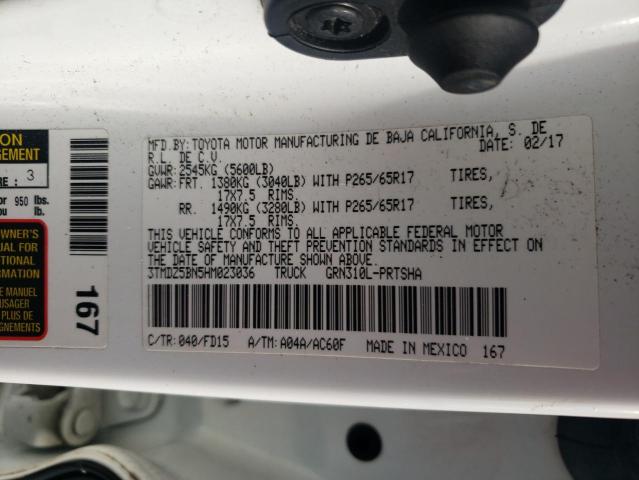 MFD.BY:TOYOTA MOTOR MANUFACTURING DE BAJA CALIFORNIA, S. DE
R.L. DE C.V. DATE: 02/17
GVWR: 2545KG (5600LB)
GAWR:FRT. 1380KG (3040LB) WITH P265/65R17 TIRES,
17X7.5 RIMS.
RR. 1490KG (3280LB) WITH P265/65R17 TIRES,
17X7.5 RIMS.
THIS VEHICLE CONFORMS TO ALL APPLICABLE FEDERAL MOTOR
VEHICLE SAFETY AND THEFT PREVENTION STANDARDS IN EFFECT ON
THE DATE OF MANUFACTURE SHOWN ABOVE.
3TMDZ5BN5HM023036 TRUCK GRN310L-PRTSHA
C/TR:040/FD15 A/TM:A04A/AC60F MADE IN MEXICO 167
3
950 lbs.
lb.
OWNER'S
MANUEL
167